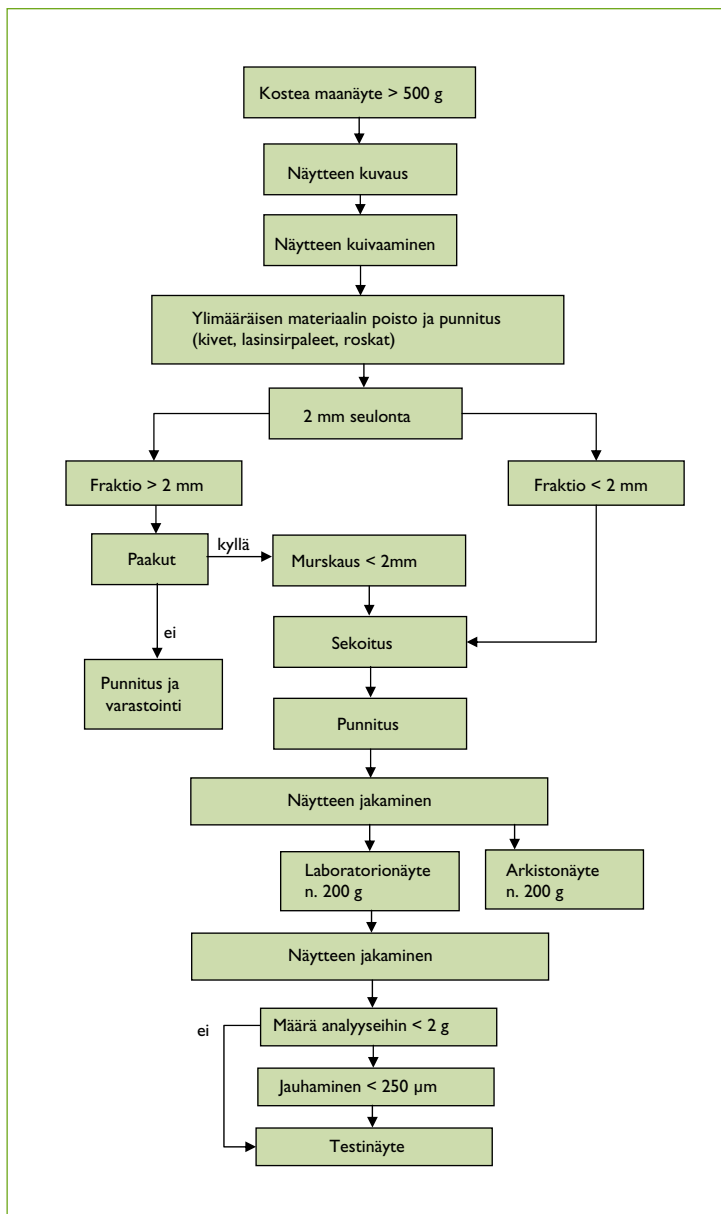 Kostea maanäyte > 500 g
Näytteen kuvaus
Näytteen kuivaaminen
Ylimääräisen materiaalin poisto ja punnitus
(kivet, lasinsirpaleet, roskat)
2 mm seulonta
Fraktio > 2 mm
Fraktio < 2 mm
Paakut
kyllä
Murskaus < 2mm
ei
Sekoitus
Punnitus ja
varastointi
Punnitus
Näytteen jakaminen
Laboratorionäyte
n. 200 g
Arkistonäyte
n. 200 g
Näytteen jakaminen
ei
Määrä analyyseihin < 2 g
Jauhaminen < 250 µm
Testinäyte